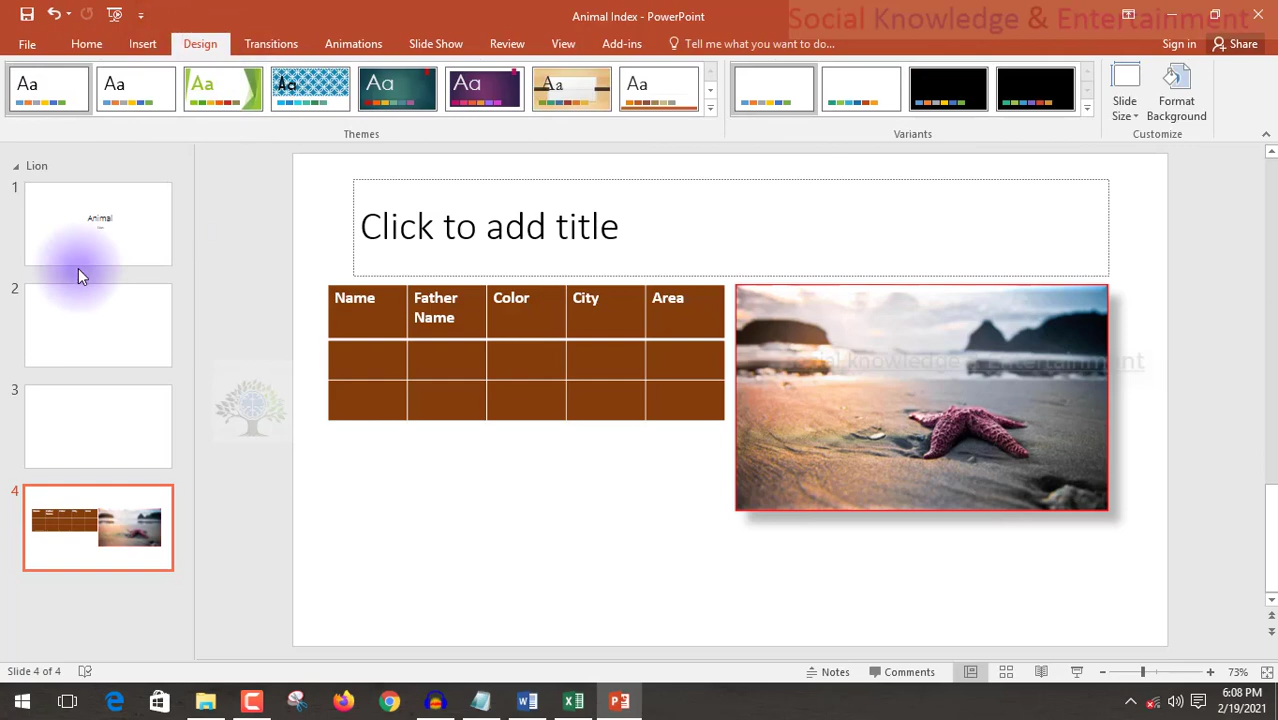 Animal Index - PowerPoint
Social Knowledge & Entertainment
File Home Insert Design Transitions Animations Slide Show Review View Add-ins Tell me what you want to do... Sign in Share
Aa Aa Aa Aa Aa Aa Aa Aa
Slide Size
Format Background
Themes Variants Customize
Lion
1
Animal
2
3
4
Click to add title
Name Father Name Color City Area
Social knowledge & Entertainment
Slide 4 of 4 Notes Comments 73%
6:08 PM
2/19/2021